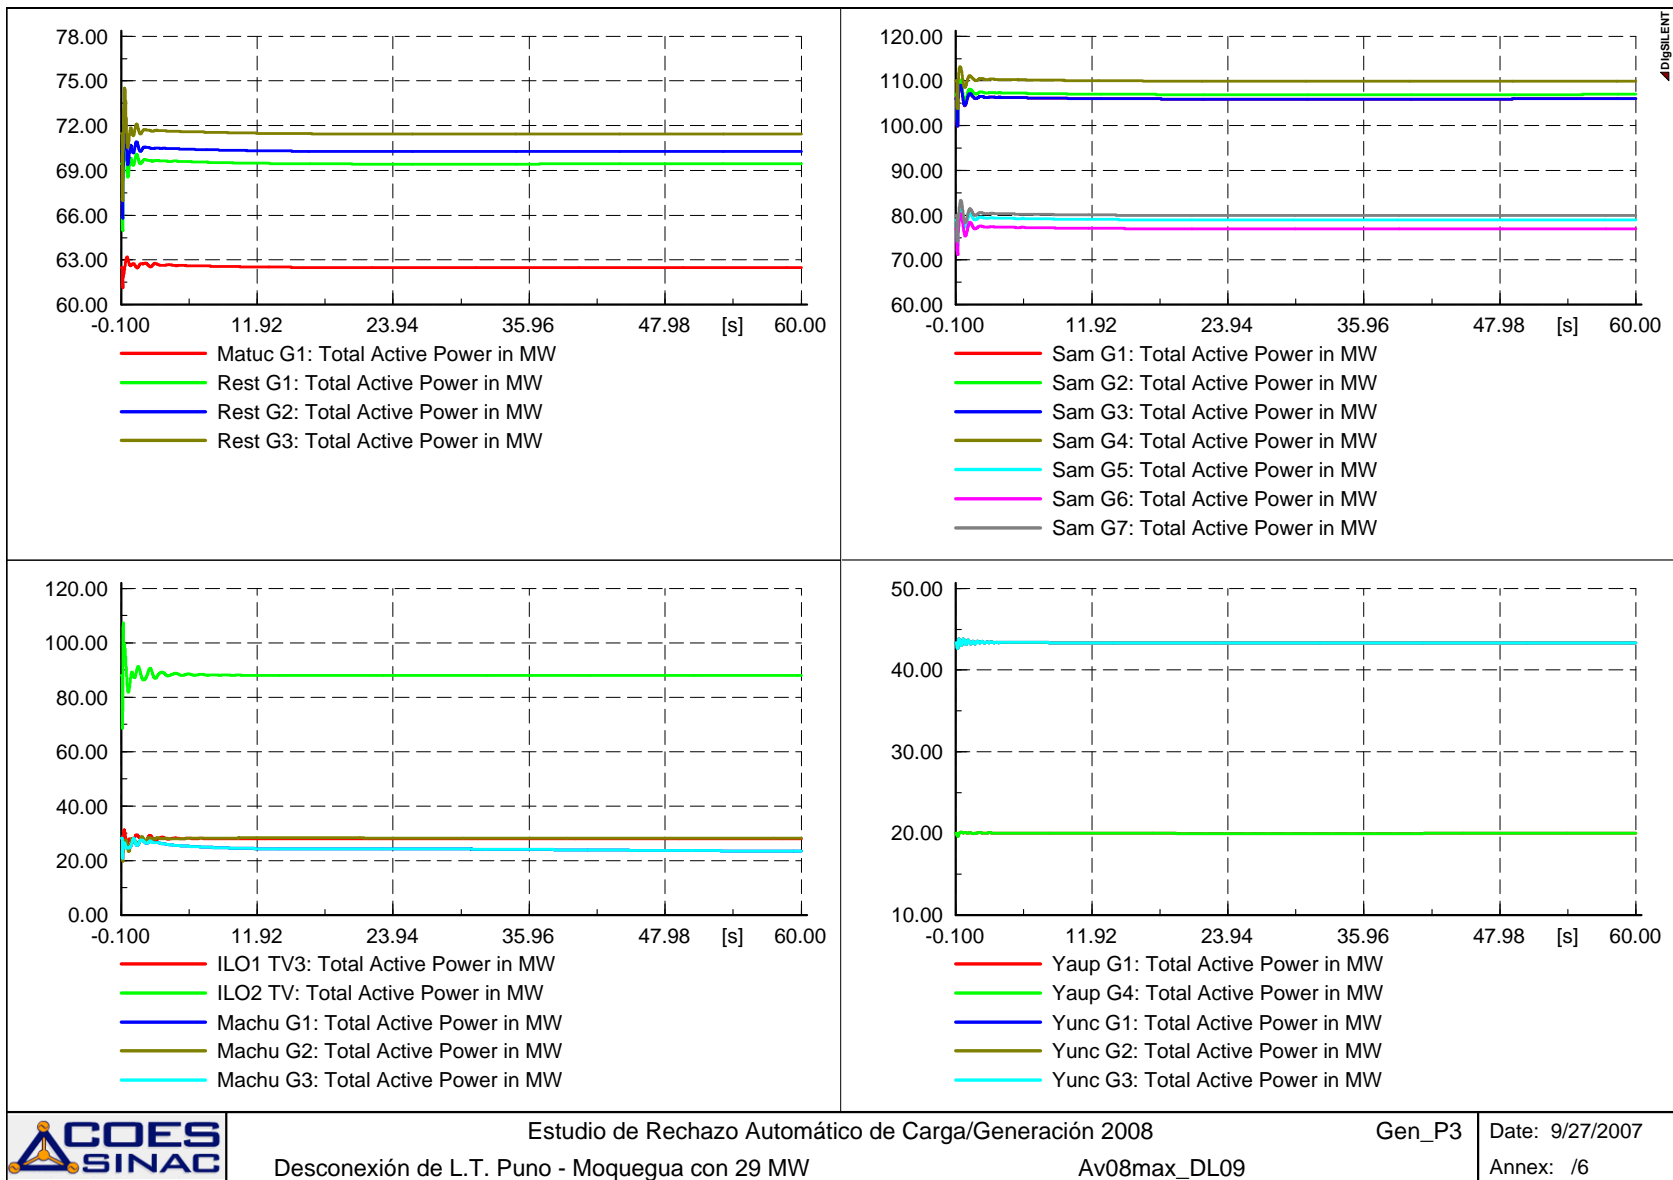 DIgSILENT
78.00
75.00
72.00
69.00
66.00
63.00
60.00
-0.100 11.92 23.94 35.96 47.98 [s] 60.00
Matuc G1: Total Active Power in MW
Rest G1: Total Active Power in MW
Rest G2: Total Active Power in MW
Rest G3: Total Active Power in MW
120.00
110.00
100.00
90.00
80.00
70.00
60.00
-0.100 11.92 23.94 35.96 47.98 [s] 60.00
Sam G1: Total Active Power in MW
Sam G2: Total Active Power in MW
Sam G3: Total Active Power in MW
Sam G4: Total Active Power in MW
Sam G5: Total Active Power in MW
Sam G6: Total Active Power in MW
Sam G7: Total Active Power in MW
120.00
100.00
80.00
60.00
40.00
20.00
0.00
-0.100 11.92 23.94 35.96 47.98 [s] 60.00
ILO1 TV3: Total Active Power in MW
ILO2 TV: Total Active Power in MW
Machu G1: Total Active Power in MW
Machu G2: Total Active Power in MW
Machu G3: Total Active Power in MW
50.00
40.00
30.00
20.00
10.00
-0.100 11.92 23.94 35.96 47.98 [s] 60.00
Yaup G1: Total Active Power in MW
Yaup G4: Total Active Power in MW
Yunc G1: Total Active Power in MW
Yunc G2: Total Active Power in MW
Yunc G3: Total Active Power in MW
COES
SINAC
Estudio de Rechazo Automático de Carga/Generación 2008 Gen_P3
Desconexión de L.T. Puno - Moquegua con 29 MW Av08max_DL09
Date: 9/27/2007
Annex: /6